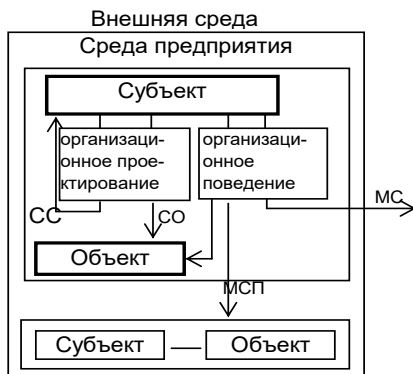 Внешняя среда
Среда предприятия
Субъект
организаци-
онное прое-
ктирование
организаци-
онное
поведение
СС
СО
МС
Объект
МСП
Субъект
Объект